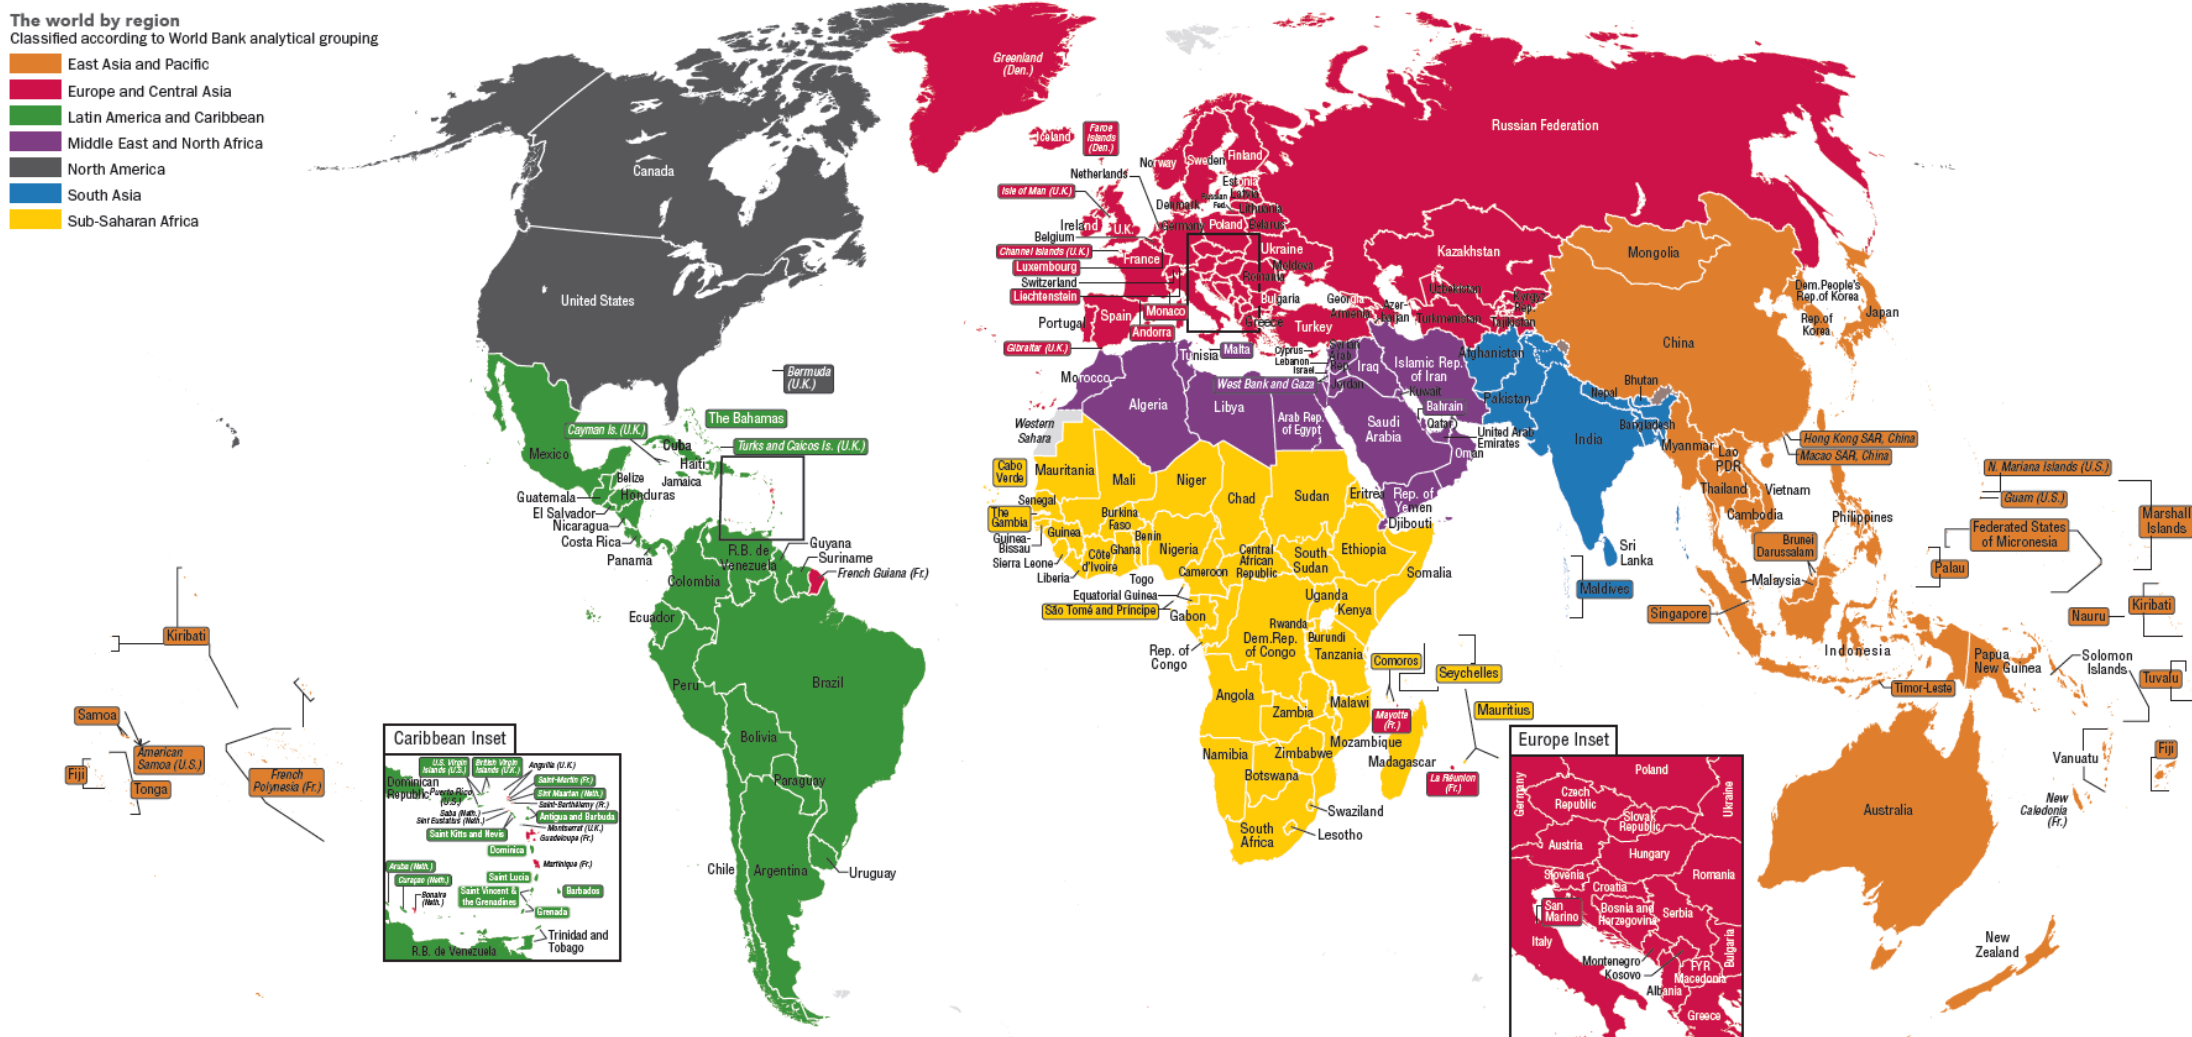 The world by region
Classified according to World Bank analytical grouping
East Asia and Pacific
Europe and Central Asia
Latin America and Caribbean
Middle East and North Africa
North America
South Asia
Sub-Saharan Africa
Canada
United States
Bermuda
(U.K.)
The Bahamas
Cayman Is. (U.K.)
Turks and Caicos Is. (U.K.)
Cuba
Haiti
Jamaica
Mexico
Belize
Honduras
Guatemala
El Salvador
Nicaragua
Costa Rica
Panama
R.B. de
Venezuela
Guyana
Suriname
French Guiana (Fr.)
Colombia
Ecuador
Peru
Brazil
Bolivia
Paraguay
Chile
Argentina
Uruguay
Kiribati
Samoa
American
Samoa (U.S.)
Fiji
Tonga
French
Polynesia (Fr.)
Caribbean Inset
U.S. Virgin
Islands (U.S.)
British Virgin
Islands (U.K.)
Anguilla (U.K.)
Saint-Martin (Fr.)
Sint Maarten (Neth.)
Saint-Barthélemy (Fr.)
Dominican
Republic
Puerto Rico
(U.S.)
Saba (Neth.)
Sint Eustatius (Neth.)
Antigua and Barbuda
Saint Kitts and Nevis
Montserrat (U.K.)
Guadeloupe (Fr.)
Dominica
Martinique (Fr.)
Aruba (Neth.)
Curaçao (Neth.)
Bonaire
(Neth.)
Saint Lucia
Saint Vincent &
the Grenadines
Barbados
Grenada
Trinidad and
Tobago
R.B. de Venezuela
Greenland
(Den.)
Iceland
Faroe
Islands
(Den.)
Norway
Sweden
Finland
Netherlands
Isle of Man (U.K.)
Estonia
Latvia
Lithuania
Russian
Fed.
Denmark
Ireland
U.K.
Germany
Poland
Belarus
Belgium
Channel Islands (U.K.)
Luxembourg
France
Ukraine
Moldova
Romania
Switzerland
Liechtenstein
Monaco
Bulgaria
Portugal
Spain
Andorra
Greece
Gibraltar (U.K.)
Russian Federation
Kazakhstan
Georgia
Armenia
Azer-
baijan
Turkey
Uzbekistan
Kyrgyz
Rep.
Turkmenistan
Tajikistan
Malta
Tunisia
Cyprus
Lebanon
Israel
Syrian
Arab
Rep.
West Bank and Gaza
Jordan
Iraq
Islamic Rep.
of Iran
Kuwait
Bahrain
Qatar
Saudi
Arabia
United Arab
Emirates
Oman
Rep. of
Yemen
Djibouti
Morocco
Algeria
Libya
Arab Rep.
of Egypt
Western
Sahara
Cabo
Verde
Mauritania
Mali
Niger
Chad
Sudan
Eritrea
Senegal
The
Gambia
Guinea-
Bissau
Guinea
Sierra Leone
Liberia
Burkina
Faso
Côte
d'Ivoire
Ghana
Togo
Benin
Nigeria
Cameroon
Central
African
Republic
South
Sudan
Ethiopia
Somalia
Equatorial Guinea
São Tomé and Príncipe
Gabon
Rep. of
Congo
Uganda
Kenya
Rwanda
Burundi
Dem.Rep.
of Congo
Tanzania
Comoros
Seychelles
Angola
Zambia
Malawi
Mayotte
(Fr.)
Mauritius
Mozambique
Madagascar
Namibia
Zimbabwe
Botswana
La Réunion
(Fr.)
Swaziland
Lesotho
South
Africa
Afghanistan
Pakistan
Nepal
Bhutan
Bangladesh
India
Sri
Lanka
Maldives
Mongolia
China
Dem.People's
Rep.of Korea
Rep.of
Korea
Japan
Hong Kong SAR, China
Macao SAR, China
Myanmar
Lao
PDR
Thailand
Vietnam
Cambodia
Philippines
Brunei
Darussalam
Malaysia
Singapore
Indonesia
Timor-Leste
Papua
New Guinea
N. Mariana Islands (U.S.)
Guam (U.S.)
Marshall
Islands
Federated States
of Micronesia
Palau
Nauru
Kiribati
Solomon
Islands
Tuvalu
Vanuatu
Fiji
New
Caledonia
(Fr.)
Australia
New
Zealand
Europe Inset
Germany
Poland
Czech
Republic
Ukraine
Slovak
Republic
Austria
Hungary
Slovenia
Croatia
Romania
San
Marino
Bosnia and
Herzegovina
Serbia
Italy
Bulgaria
Montenegro
Kosovo
FYR
Macedonia
Albania
Greece